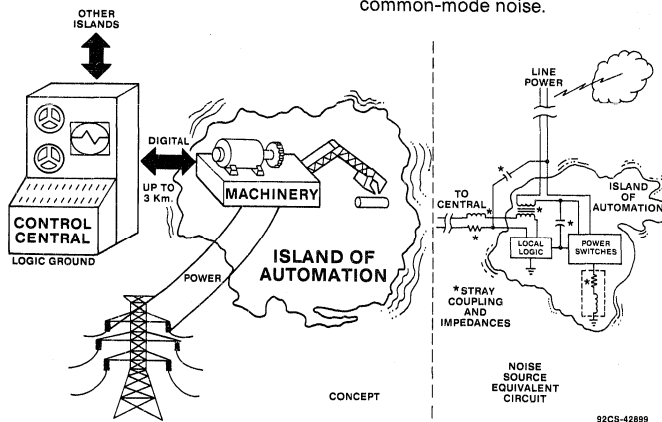 common-mode noise.
OTHER
ISLANDS
DIGITAL
UP TO
3 Km.
MACHINERY
CONTROL
CENTRAL
LOGIC GROUND
POWER
ISLAND OF
AUTOMATION
CONCEPT
LINE
POWER
*
TO
CENTRAL
*
*
*
*
ISLAND
OF
AUTOMATION
LOCAL
LOGIC
POWER
SWITCHES
*
*STRAY
COUPLING
AND
IMPEDANCES
NOISE
SOURCE
EQUIVALENT
CIRCUIT
92CS-42899